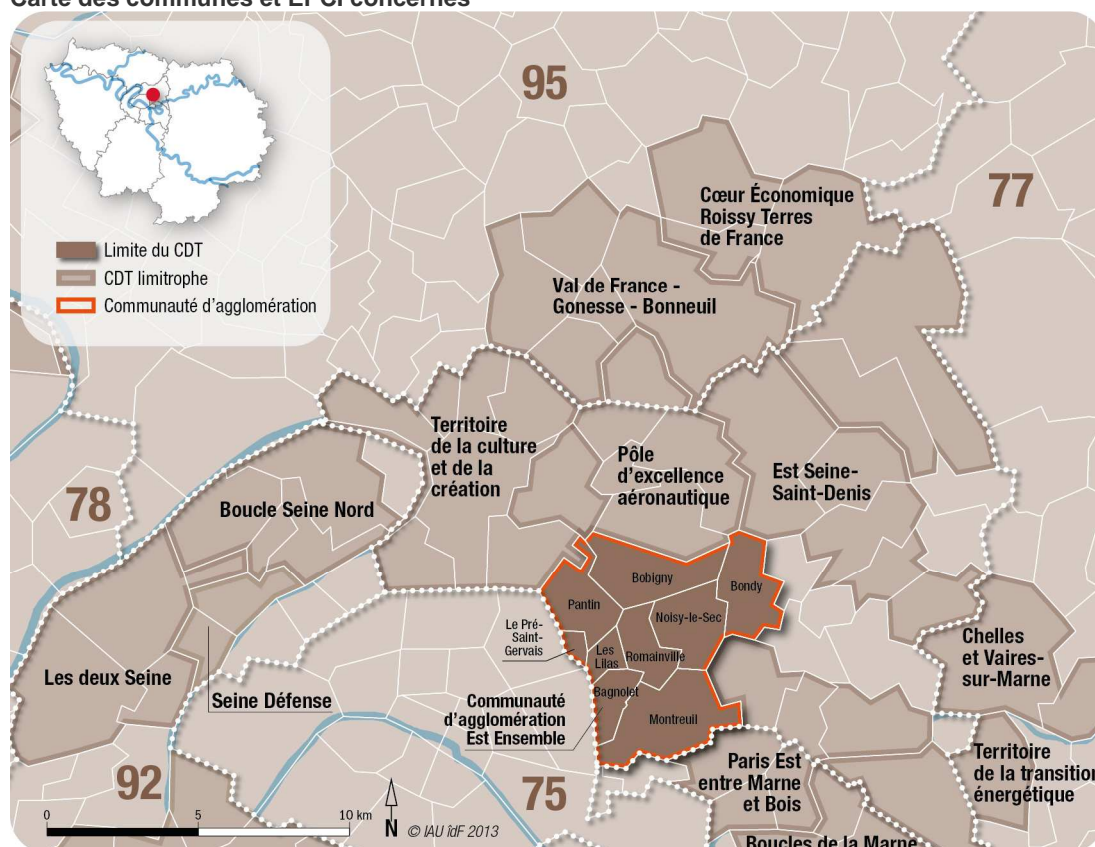 Carte des communes et EPCI concernés
95
77
Cœur Économique
Roissy Terres
de France
Limite du CDT
CDT limitrophe
Communauté d'agglomération
Val de France -
Gonesse - Bonneuil
Territoire
de la culture
et de la
création
Pôle
d'excellence
aéronautique
Est Seine-
Saint-Denis
78
Boucle Seine Nord
Bobigny
Bondy
Pantin
Noisy-le-Sec
Le Pré-
Saint-
Gervais
Les
Lilas
Romainville
Chelles
et Vaires-
sur-Marne
Les deux Seine
Seine Défense
Bagnolet
Communauté
d'agglomération
Est Ensemble
Montreuil
Paris Est
entre Marne
et Bois
Territoire
de la transition
énergétique
92
75
0 5 10 km
N
© IAU îdF 2013
Boucles de la Marne